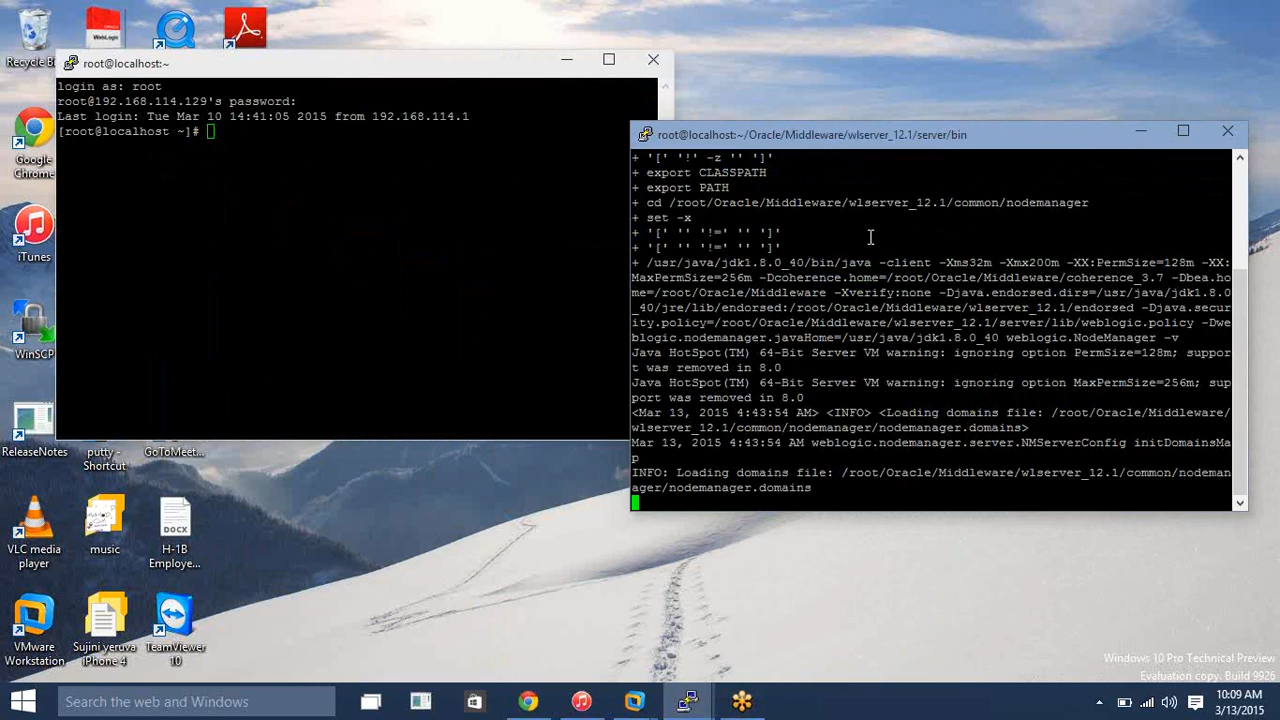 Recycle Bi
WebLogic
root@localhost:~
login as: root
root@192.168.114.129's password:
Last login: Tue Mar 10 14:41:05 2015 from 192.168.114.1
[root@localhost ~]#
root@localhost:~/Oracle/Middleware/wlserver_12.1/server/bin
+ '[' '!' -z '' ']'
+ export CLASSPATH
+ export PATH
+ cd /root/Oracle/Middleware/wlserver_12.1/common/nodemanager
+ set -x
+ '[' '' '!=' '' ']'
+ '[' '' '!=' '' ']'
+ /usr/java/jdk1.8.0_40/bin/java -client -Xms32m -Xmx200m -XX:PermSize=128m -XX:
MaxPermSize=256m -Dcoherence.home=/root/Oracle/Middleware/coherence_3.7 -Dbea.ho
me=/root/Oracle/Middleware -Xverify:none -Djava.endorsed.dirs=/usr/java/jdk1.8.0
_40/jre/lib/endorsed:/root/Oracle/Middleware/wlserver_12.1/endorsed -Djava.secur
ity.policy=/root/Oracle/Middleware/wlserver_12.1/server/lib/weblogic.policy -Dwe
blogic.nodemanager.javaHome=/usr/java/jdk1.8.0_40 weblogic.NodeManager -v
Java HotSpot(TM) 64-Bit Server VM warning: ignoring option PermSize=128m; suppor
t was removed in 8.0
Java HotSpot(TM) 64-Bit Server VM warning: ignoring option MaxPermSize=256m; sup
port was removed in 8.0
<Mar 13, 2015 4:43:54 AM> <INFO> <Loading domains file: /root/Oracle/Middleware/
wlserver_12.1/common/nodemanager/nodemanager.domains>
Mar 13, 2015 4:43:54 AM weblogic.nodemanager.server.NMServerConfig initDomainsMa
p
INFO: Loading domains file: /root/Oracle/Middleware/wlserver_12.1/common/nodeman
ager/nodemanager.domains
Google
Chrome
iTunes
WinSCP
ReleaseNotes
putty -
Shortcut
GoToMeet...
VLC media
player
music
DOCX
H-1B
Employe...
VMware
Workstation
Sujini yeruva
iPhone 4
TeamViewer
10
Windows 10 Pro Technical Preview
Evaluation copy. Build 9926
Search the web and Windows
10:09 AM
3/13/2015